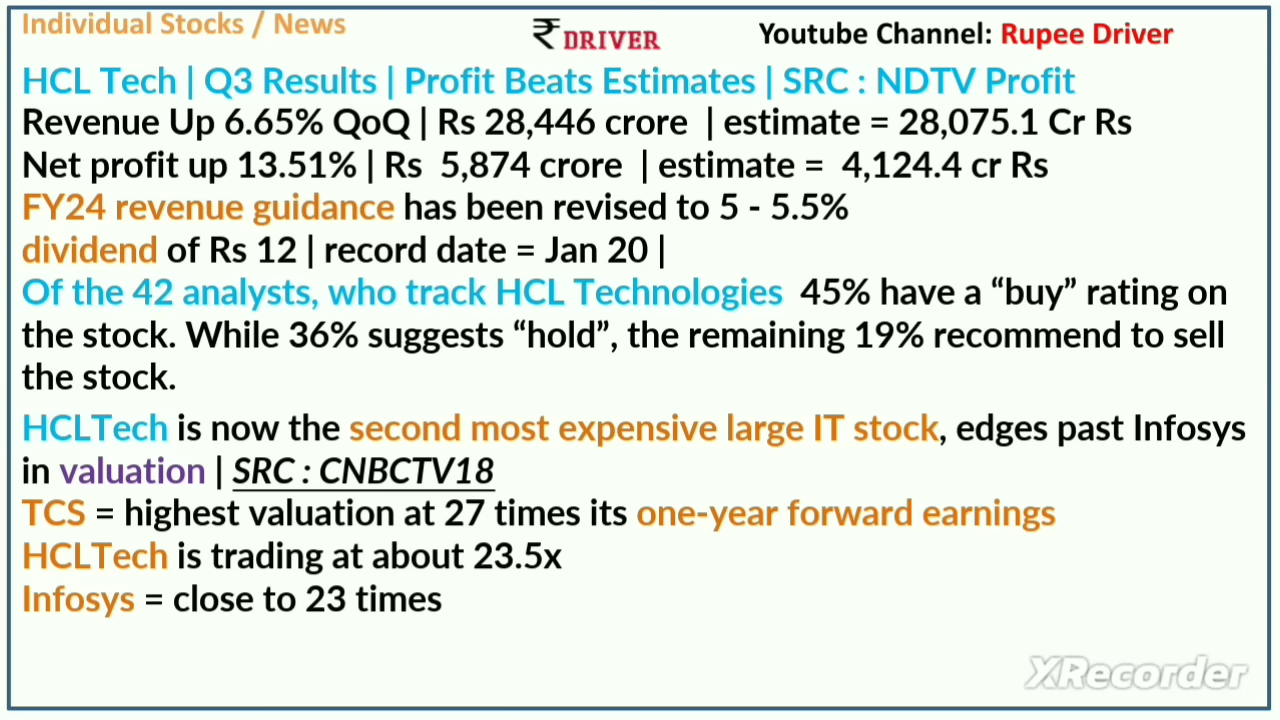 Individual Stocks / News
₹ DRIVER
Youtube Channel: Rupee Driver
HCL Tech | Q3 Results | Profit Beats Estimates | SRC : NDTV Profit
Revenue Up 6.65% QoQ | Rs 28,446 crore | estimate = 28,075.1 Cr Rs
Net profit up 13.51% | Rs 5,874 crore | estimate = 4,124.4 cr Rs
FY24 revenue guidance has been revised to 5 - 5.5%
dividend of Rs 12 | record date = Jan 20 |
Of the 42 analysts, who track HCL Technologies 45% have a “buy” rating on
the stock. While 36% suggests “hold”, the remaining 19% recommend to sell
the stock.
HCLTech is now the second most expensive large IT stock, edges past Infosys
in valuation | SRC : CNBCTV18
TCS = highest valuation at 27 times its one-year forward earnings
HCLTech is trading at about 23.5x
Infosys = close to 23 times
XRecorder